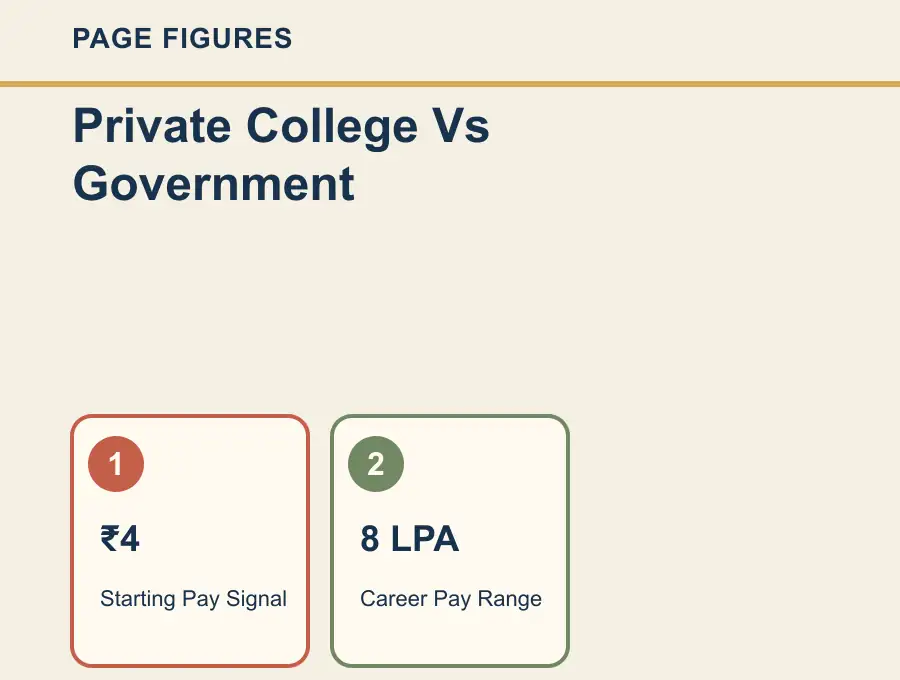 PAGE FIGURES
Private College Vs
Government
1
₹4
Starting Pay Signal
2
8 LPA
Career Pay Range